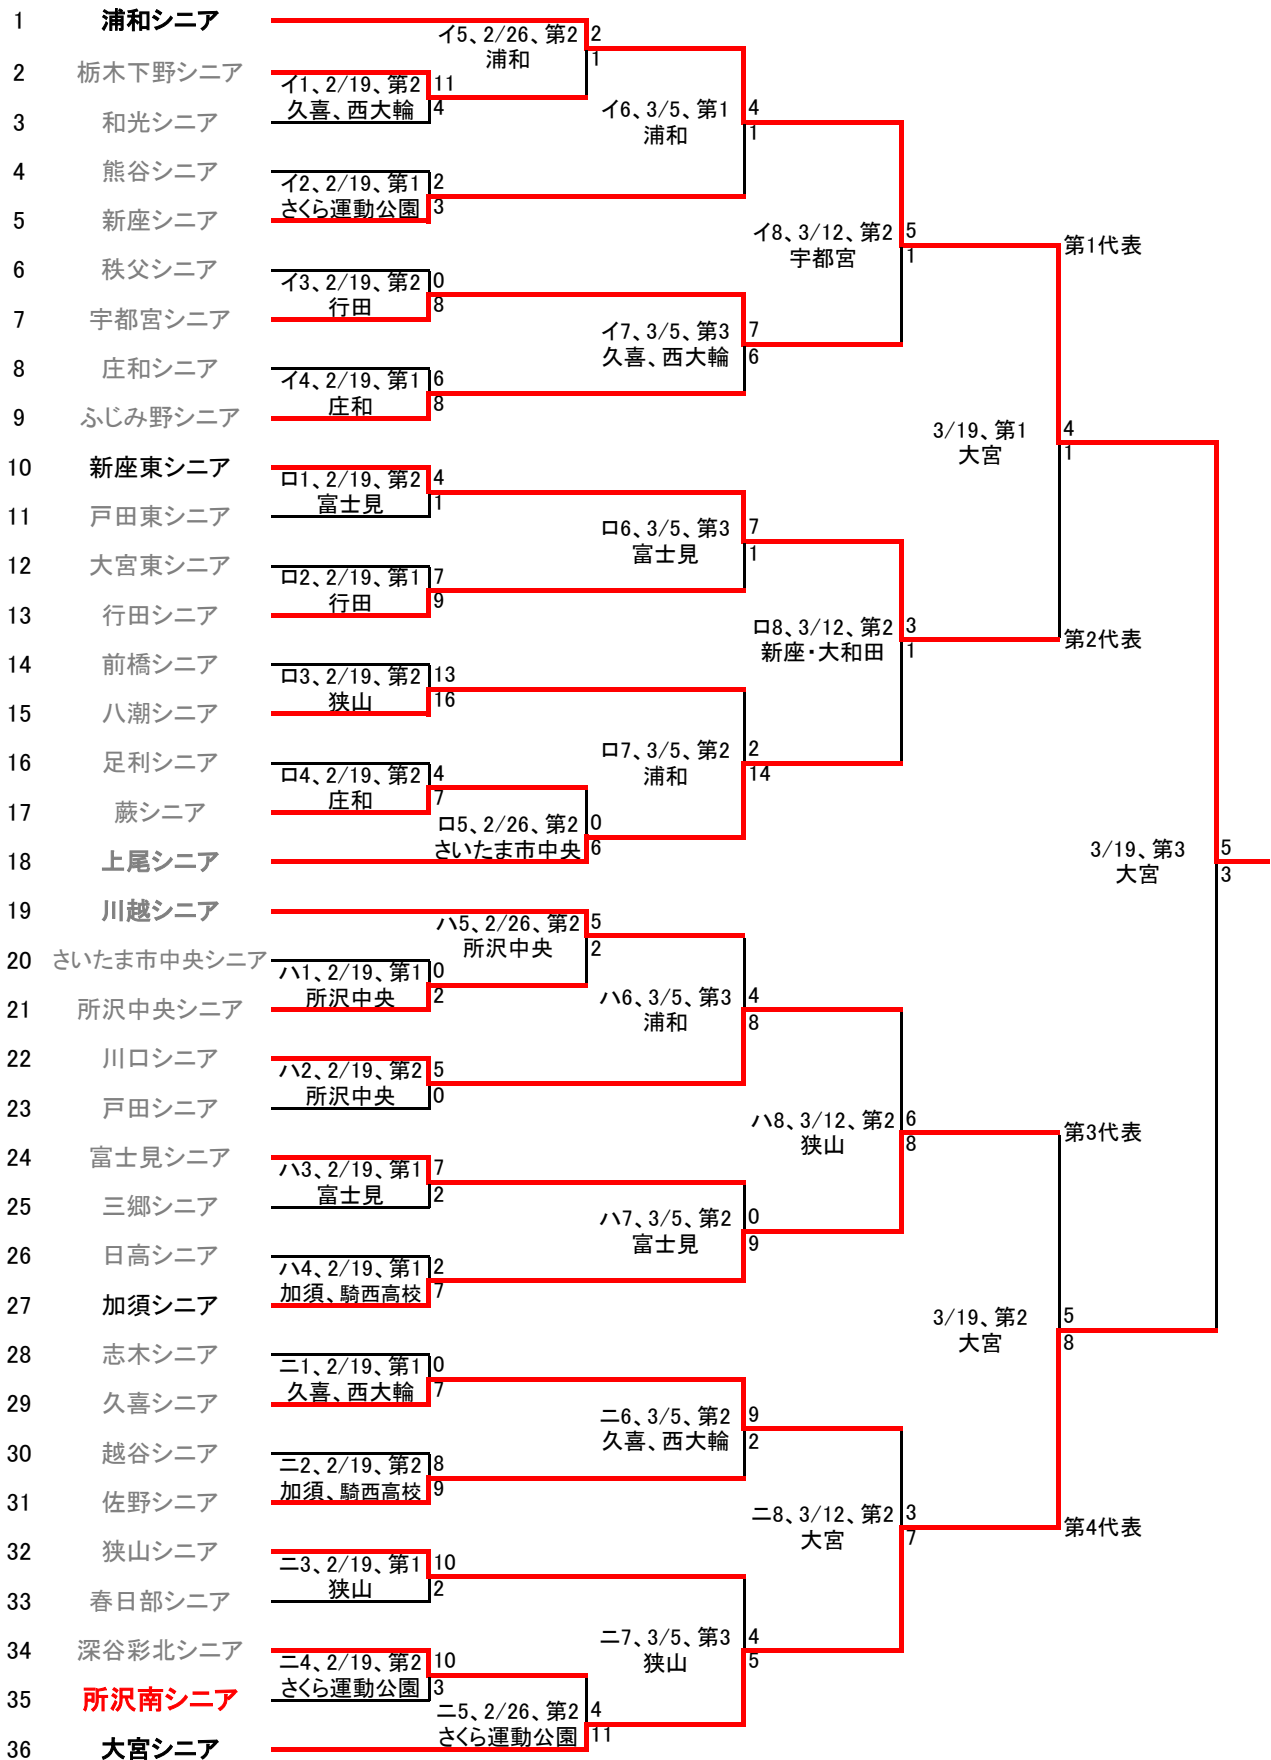 1 浦和シニア
2 栃木下野シニア
3 和光シニア
4 熊谷シニア
5 新座シニア
6 秩父シニア
7 宇都宮シニア
8 庄和シニア
9 ふじみ野シニア
10 新座東シニア
11 戸田東シニア
12 大宮東シニア
13 行田シニア
14 前橋シニア
15 八潮シニア
16 足利シニア
17 蕨シニア
18 上尾シニア
19 川越シニア
20 さいたま市中央シニア
21 所沢中央シニア
22 川口シニア
23 戸田シニア
24 富士見シニア
25 三郷シニア
26 日高シニア
27 加須シニア
28 志木シニア
29 久喜シニア
30 越谷シニア
31 佐野シニア
32 狭山シニア
33 春日部シニア
34 深谷彩北シニア
35 所沢南シニア
36 大宮シニア
イ1、2/19、第2 11
久喜、西大輪 4
イ2、2/19、第1 2
さくら運動公園 3
イ3、2/19、第2 0
行田 8
イ4、2/19、第1 6
庄和 8
ロ1、2/19、第2 4
富士見 1
ロ2、2/19、第1 7
行田 9
ロ3、2/19、第2 13
狭山 16
ロ4、2/19、第2 4
庄和 7
ハ1、2/19、第1 0
所沢中央 2
ハ2、2/19、第2 5
所沢中央 0
ハ3、2/19、第1 7
富士見 2
ハ4、2/19、第1 2
加須、騎西高校 7
ニ1、2/19、第1 0
久喜、西大輪 7
ニ2、2/19、第2 8
加須、騎西高校 9
ニ3、2/19、第1 10
狭山 2
ニ4、2/19、第2 10
さくら運動公園 3
イ5、2/26、第2 2
浦和 1
ロ5、2/26、第2 0
さいたま市中央 6
ハ5、2/26、第2 5
所沢中央 2
ニ5、2/26、第2 4
さくら運動公園 11
イ6、3/5、第1 4
浦和 1
イ7、3/5、第3 7
久喜、西大輪 6
ロ6、3/5、第3 7
富士見 1
ロ7、3/5、第2 2
浦和 14
ハ6、3/5、第3 4
浦和 8
ハ7、3/5、第2 0
富士見 9
ニ6、3/5、第2 9
久喜、西大輪 2
ニ7、3/5、第3 4
狭山 5
イ8、3/12、第2 5
宇都宮 1
ロ8、3/12、第2 3
新座・大和田 1
ハ8、3/12、第2 6
狭山 8
ニ8、3/12、第2 3
大宮 7
第1代表
第2代表
第3代表
第4代表
3/19、第1 4
大宮 1
3/19、第2 5
大宮 8
3/19、第3 5
大宮 3